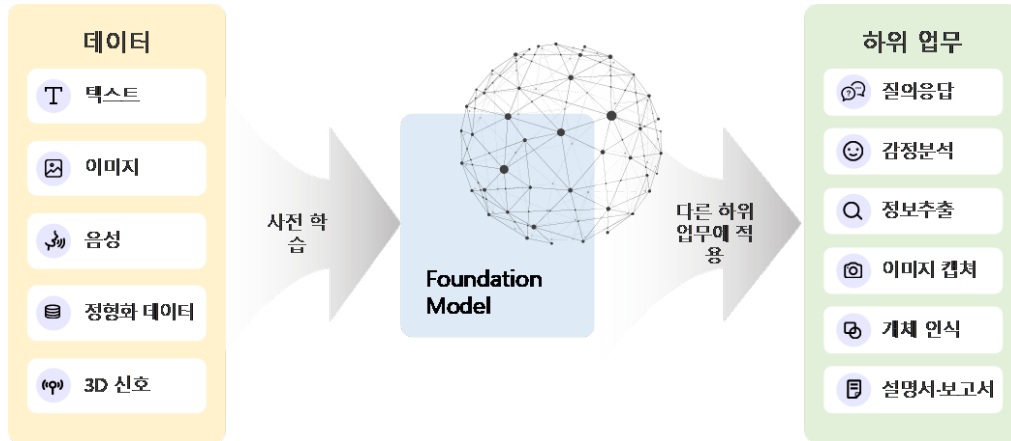 데이터
텍스트
이미지
음성
정형화 데이터
3D 신호
사전 학
습
Foundation
Model
다른 하위
업무에 적
용
하위 업무
질의응답
감정분석
정보추출
이미지 캡쳐
개체 인식
설명서·보고서